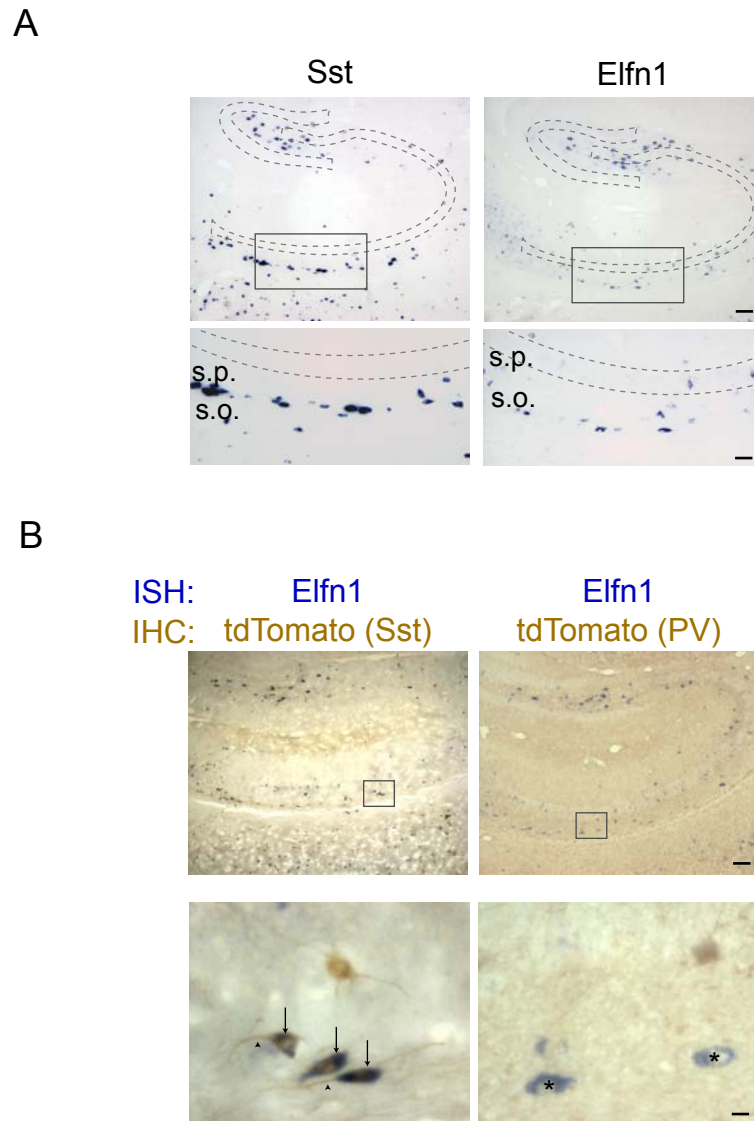 A
Sst Elfn1
s.p.
s.o.
s.p.
s.o.
B
ISH: Elfn1 Elfn1
IHC: tdTomato (Sst) tdTomato (PV)
* *